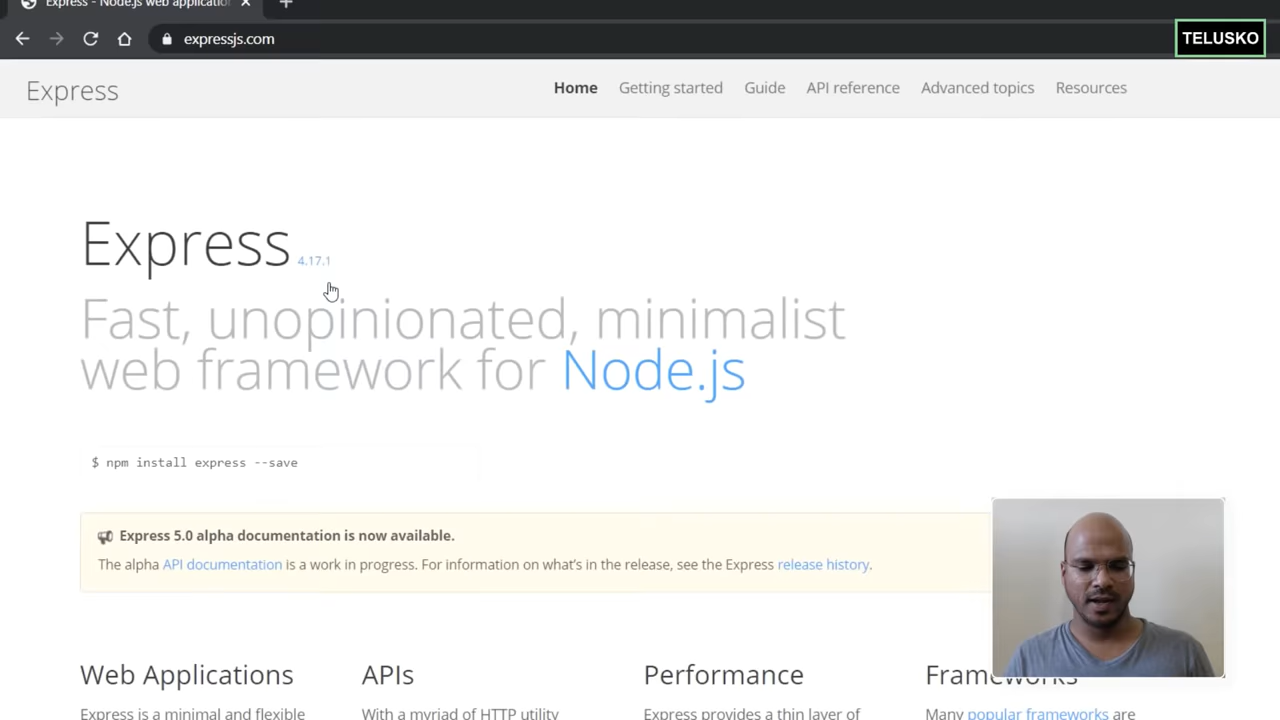 Express - Node.js web application
expressjs.com
TELUSKO
Express
Home Getting started Guide API reference Advanced topics Resources
Express 4.17.1
Fast, unopinionated, minimalist
web framework for Node.js
$ npm install express --save
Express 5.0 alpha documentation is now available.
The alpha API documentation is a work in progress. For information on what's in the release, see the Express release history.
Web Applications APIs Performance Frameworks
Express is a minimal and flexible With a myriad of HTTP utility Express provides a thin layer of Many popular frameworks are